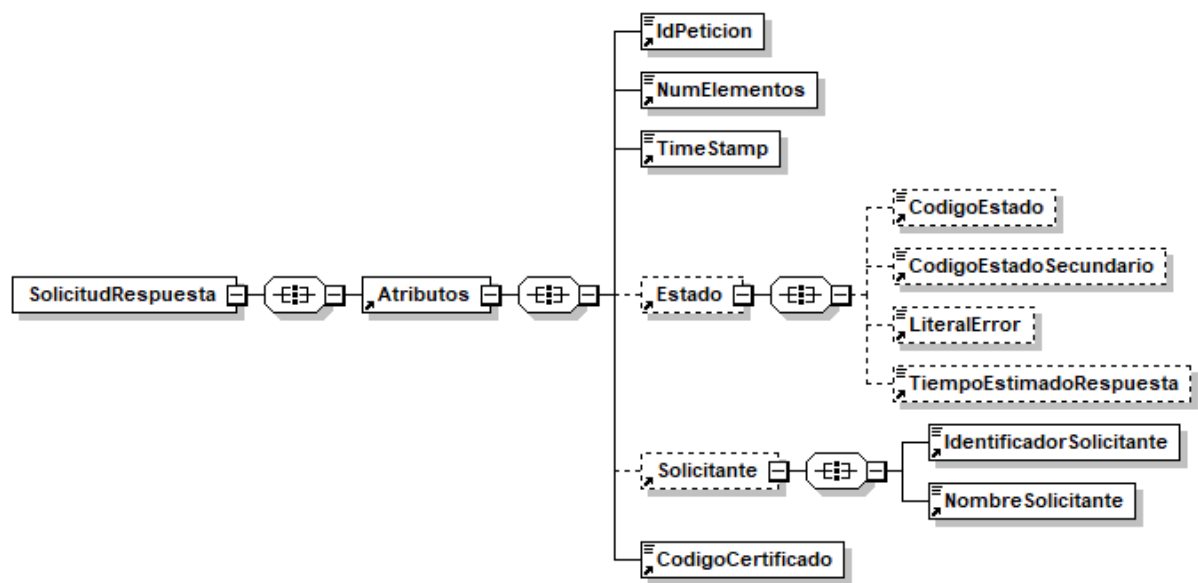 IdPeticion
NumElementos
TimeStamp
CodigoEstado
CodigoEstadoSecundario
SolicitudRespuesta
Atributos
Estado
LiteralError
TiempoEstimadoRespuesta
IdentificadorSolicitante
Solicitante
NombreSolicitante
CodigoCertificado